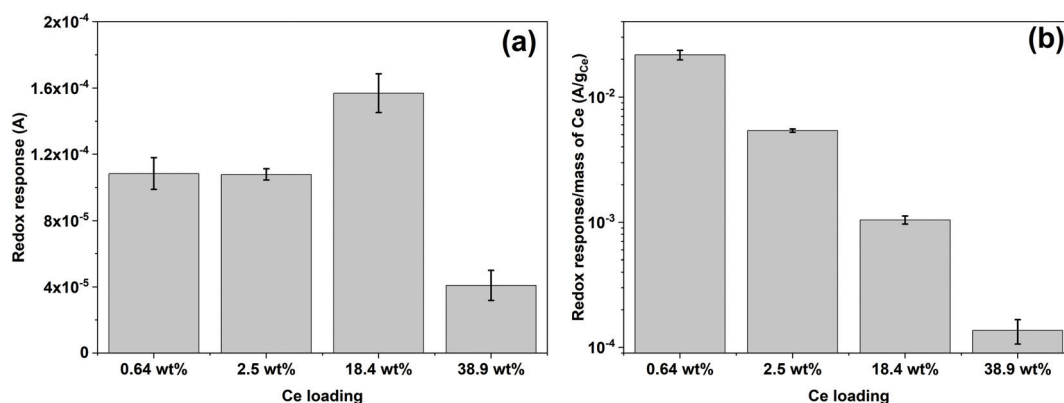 (a)
Redox response (A)
2x10⁻⁴
1.6x10⁻⁴
1.2x10⁻⁴
8x10⁻⁵
4x10⁻⁵
0
0.64 wt% 2.5 wt% 18.4 wt% 38.9 wt%
Ce loading
(b)
Redox response/mass of Ce (A/gCe)
10⁻²
10⁻³
10⁻⁴
0.64 wt% 2.5 wt% 18.4 wt% 38.9 wt%
Ce loading